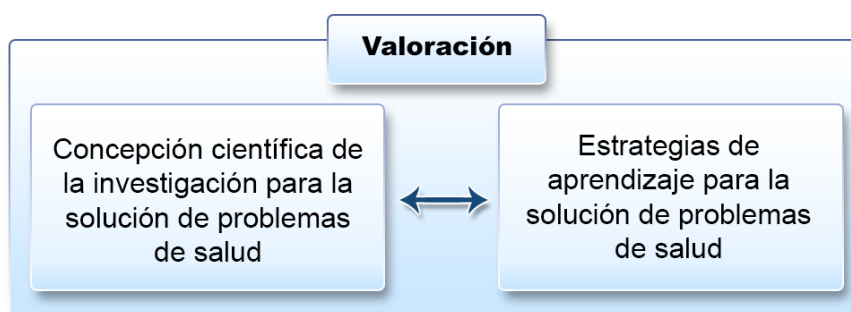 Valoración
Concepción científica de
la investigación para la
solución de problemas
de salud
Estrategias de
aprendizaje para la
solución de problemas
de salud